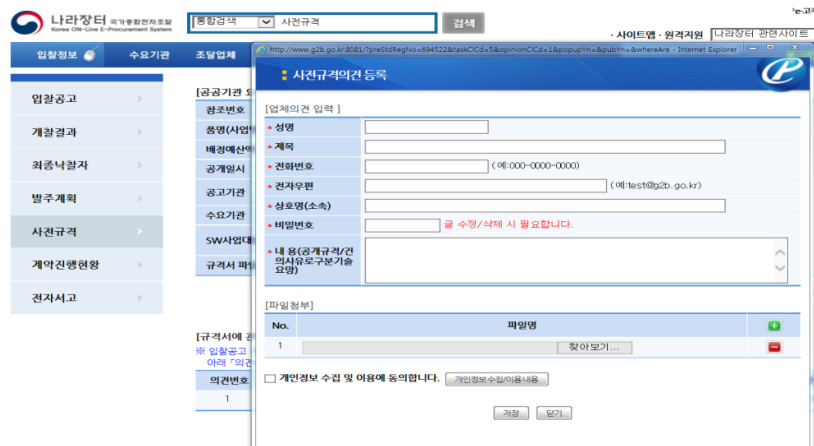 나라장터 국가종합전자조달
Korea ON-Line E-Procurement System
통합검색
사전규격
검색
· 사이트맵 · 원격지원
나라장터 관련사이트
입찰정보
수요기관
조달업체
입찰공고
개찰결과
최종낙찰자
발주계획
사전규격
계약진행현황
전자서고
[공공기관
참조번호
품명(사업
배정예산
공개일시
공고기관
수요기관
SW사업대
규격서 파
[규격서에
※ 입찰공고
아래 「의견
의견번호
1
http://www.g2b.go.kr:8081/?preStdRegNo=694522&taskClCd=5&opinionClCd=1&popupYn=&pubYn=&whereAre - Internet Explorer
사전규격의견 등록
[업체의견 입력 ]
* 성명
* 제목
* 전화번호
(예:000-0000-0000)
* 전자우편
(예:test@g2b.go.kr)
* 상호명(소속)
* 비밀번호
글 수정/삭제 시 필요합니다.
* 내 용(공개규격/건
의사유로구분기술
요망)
[파일첨부]
No.
파일명
1
찾아보기...
개인정보 수집 및 이용에 동의합니다.
개인정보수집/이용내용
저장
닫기